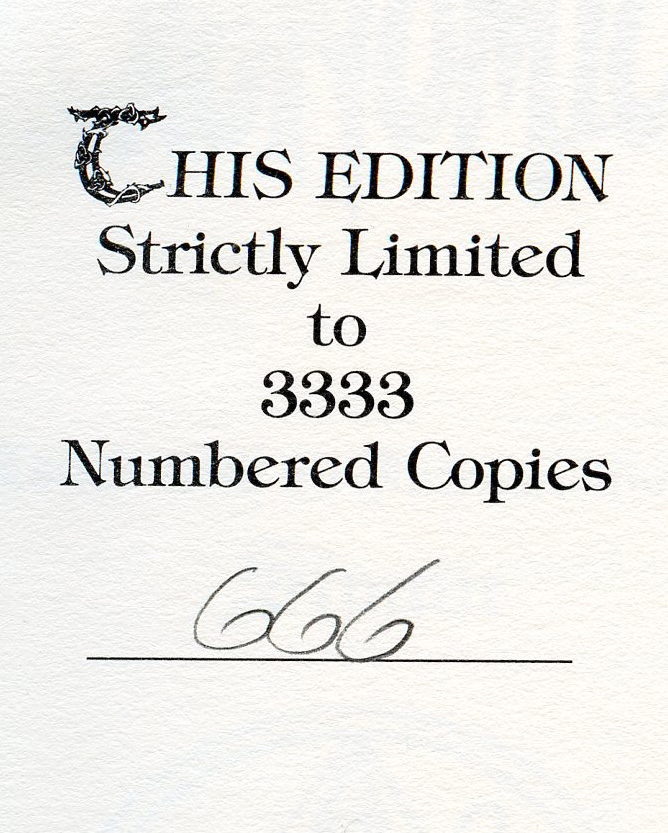 THIS EDITION
Strictly Limited
to
3333
Numbered Copies
666